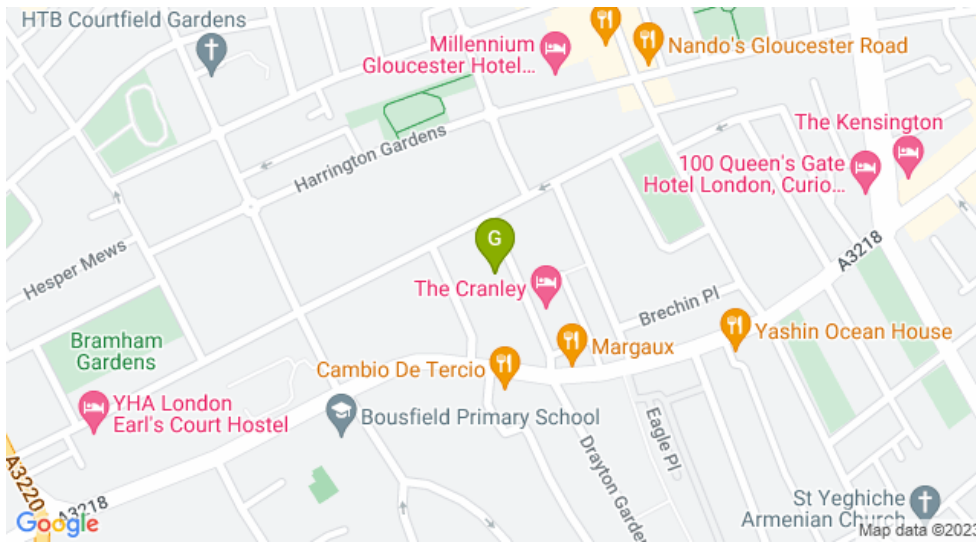 HTB Courtfield Gardens
Millennium
Gloucester Hotel...
Nando's Gloucester Road
The Kensington
100 Queen's Gate
Hotel London, Curio...
Harrington Gardens
A3218
Hesper Mews
G
The Cranley
Brechin Pl
Bramham
Gardens
Margaux
Yashin Ocean House
Cambio De Tercio
YHA London
Earl's Court Hostel
Bousfield Primary School
Eagle Pl
Drayton Garden
A3220
A3218
St Yeghiche
Armenian Church
Google
Map data ©2023